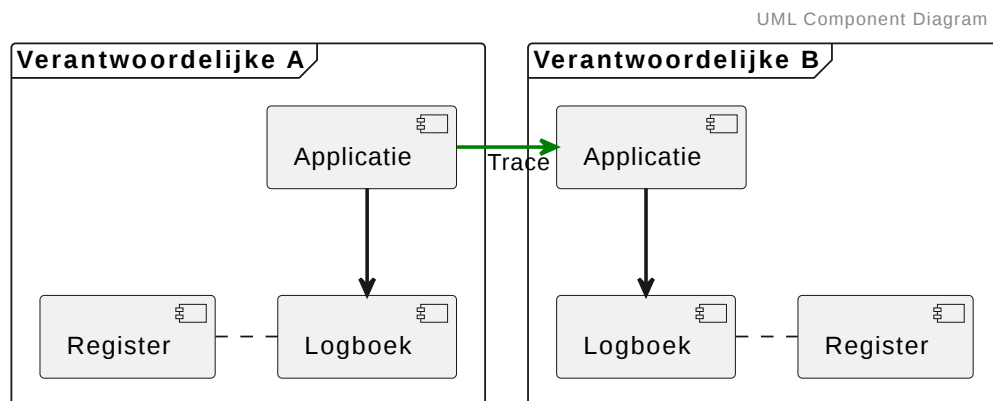 UML Component Diagram
Verantwoordelijke A
Verantwoordelijke B
Applicatie
Trace
Applicatie
Register
Logboek
Logboek
Register